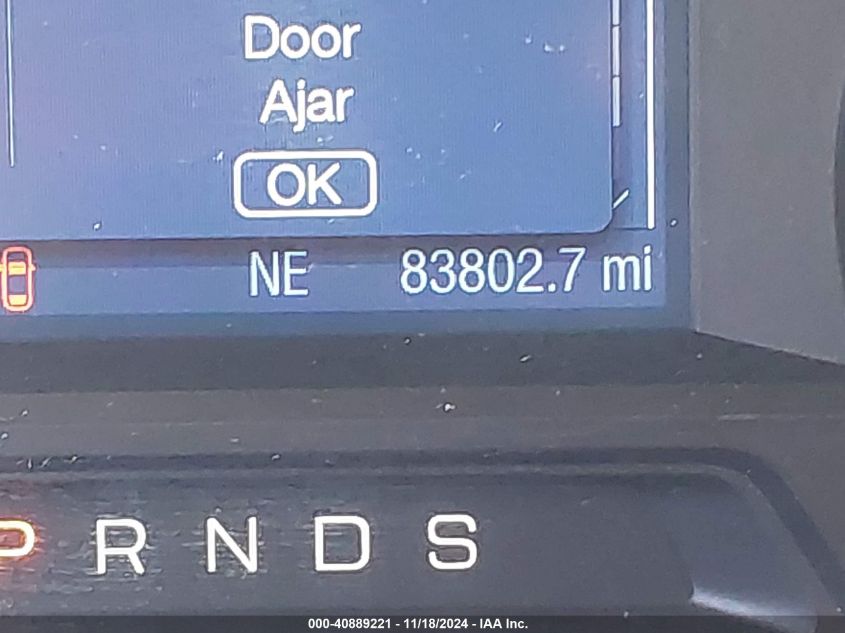 Door
Ajar
OK
NE 83802.7 mi
P R N D S
000-40889221 - 11/18/2024 - IAA Inc.